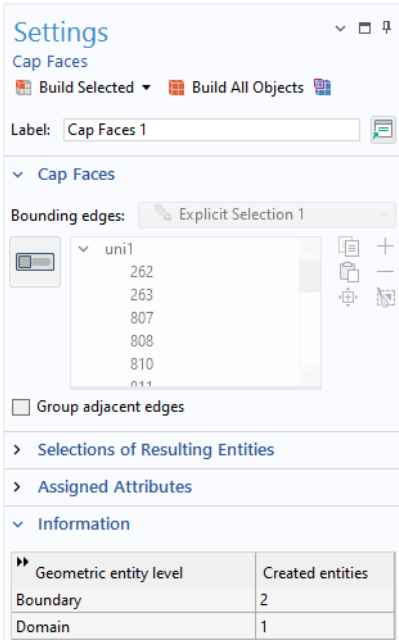 Settings
Cap Faces
Build Selected Build All Objects
Label: Cap Faces 1
Cap Faces
Bounding edges: Explicit Selection 1
uni1
262
263
807
808
810
811
Group adjacent edges
Selections of Resulting Entities
Assigned Attributes
Information
Geometric entity level Created entities
Boundary 2
Domain 1